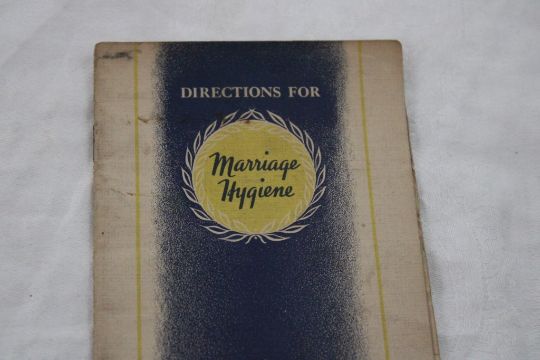 DIRECTIONS FOR
Marriage
Hygiene